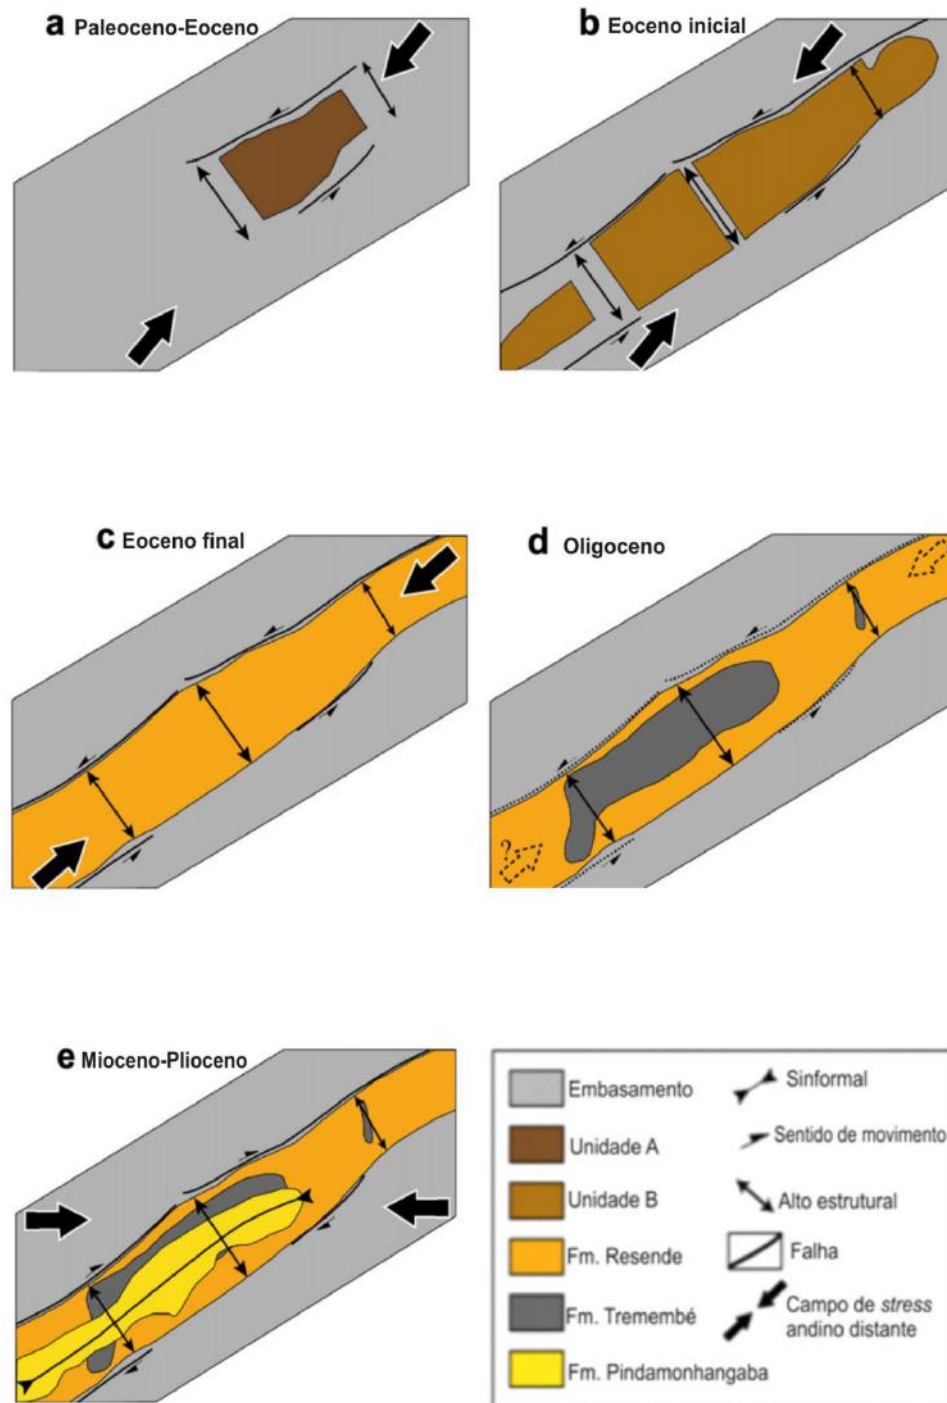 a Paleoceno-Eoceno
b Eoceno inicial
c Eoceno final
d Oligoceno
?
e Mioceno-Plioceno
Embasamento
Unidade A
Unidade B
Fm. Resende
Fm. Tremembé
Fm. Pindamonhangaba
Sinformal
Sentido de movimento
Alto estrutural
Falha
Campo de stress
andino distante